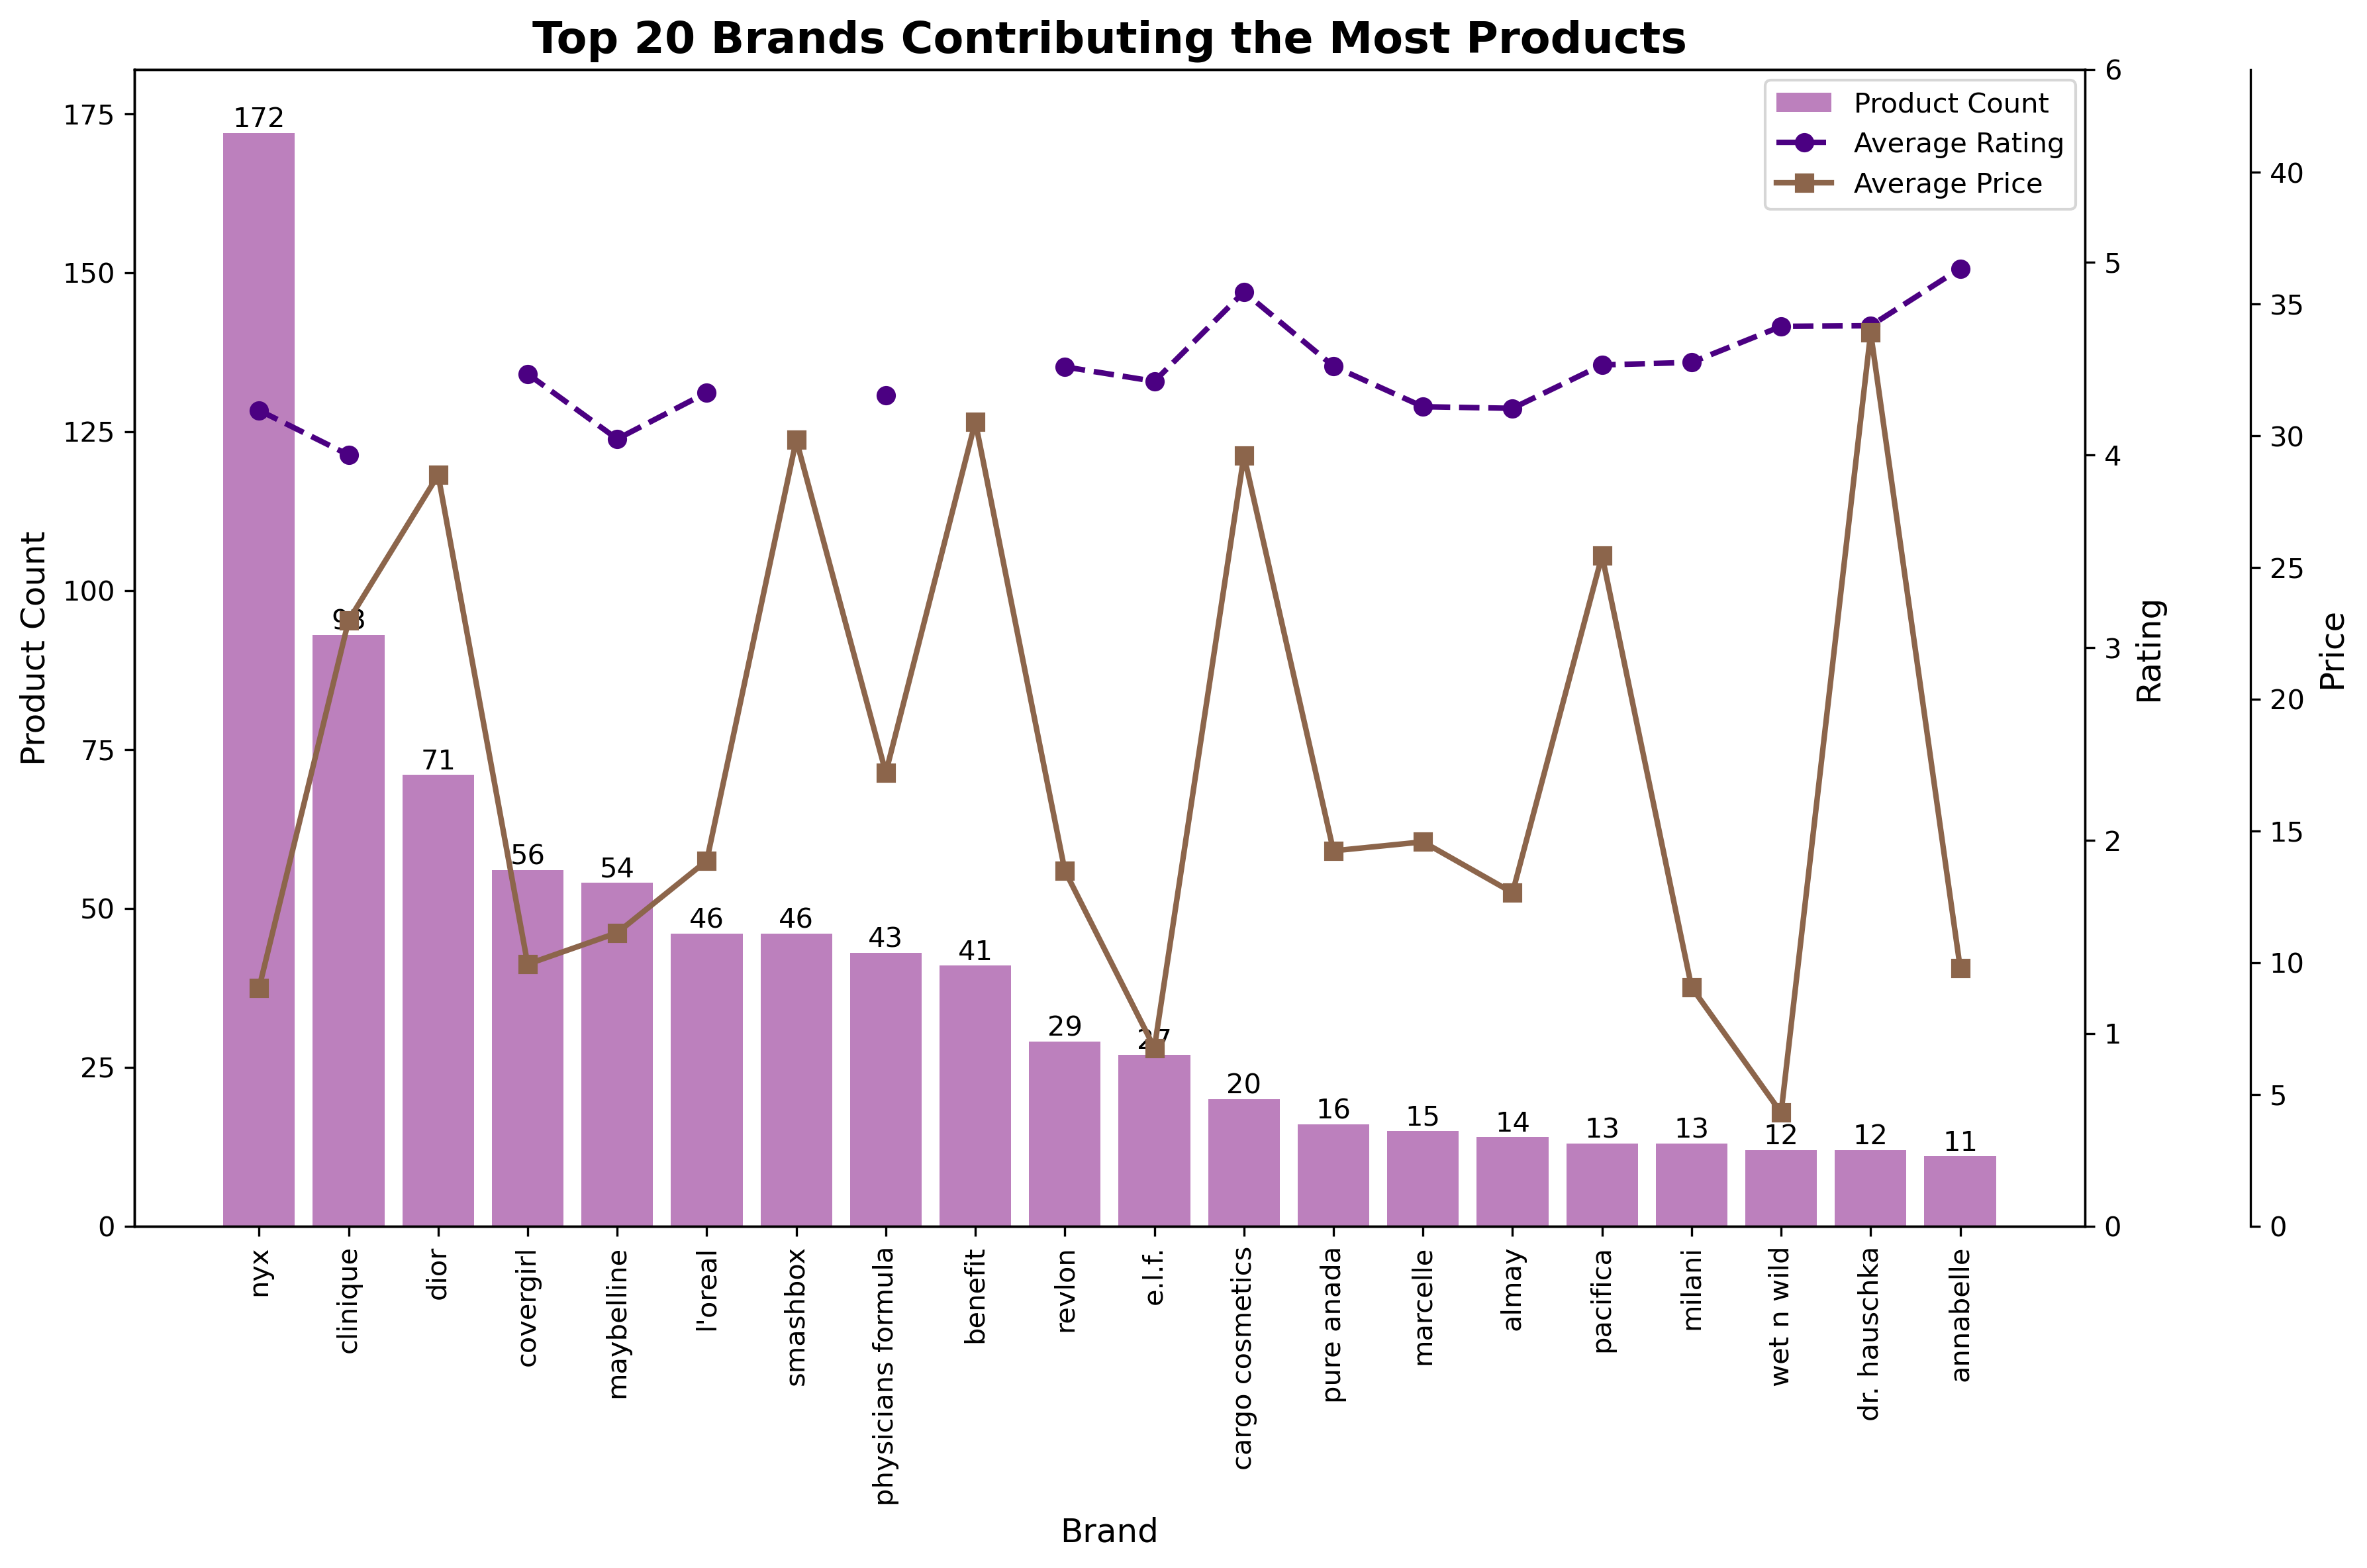 Top 20 Brands Contributing the Most Products
Product Count
Average Rating
Average Price
Product Count
175
150
125
100
75
50
25
0
172
93
71
56
54
46
46
43
41
29
27
20
16
15
14
13
13
12
12
11
6
5
4
3
2
1
0
Rating
40
35
30
25
20
15
10
5
0
Price
nyx
clinique
dior
covergirl
maybelline
l'oreal
smashbox
physicians formula
benefit
revlon
e.l.f.
cargo cosmetics
pure anada
marcelle
almay
pacifica
milani
wet n wild
dr. hauschka
annabelle
Brand